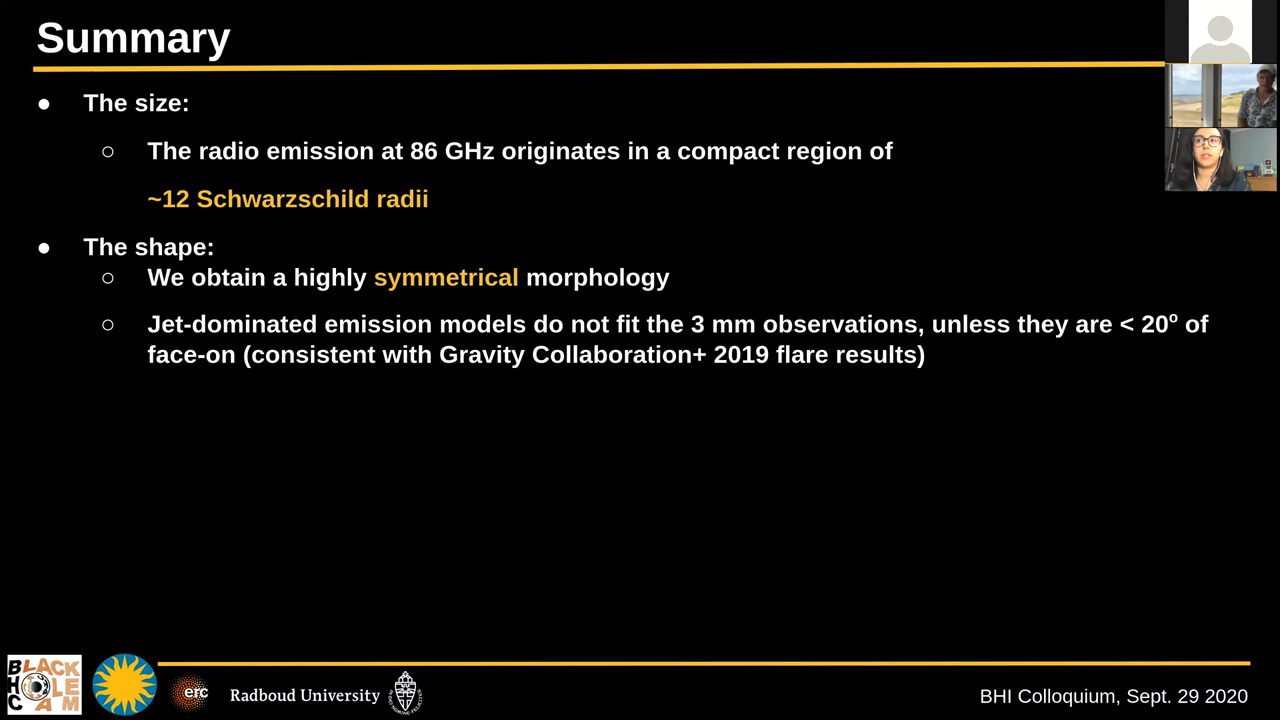 Summary
● The size:
○ The radio emission at 86 GHz originates in a compact region of
~12 Schwarzschild radii
● The shape:
○ We obtain a highly symmetrical morphology
○ Jet-dominated emission models do not fit the 3 mm observations, unless they are < 20º of
face-on (consistent with Gravity Collaboration+ 2019 flare results)
BLACK
HOLE
CAM
erc
Radboud University
BHI Colloquium, Sept. 29 2020